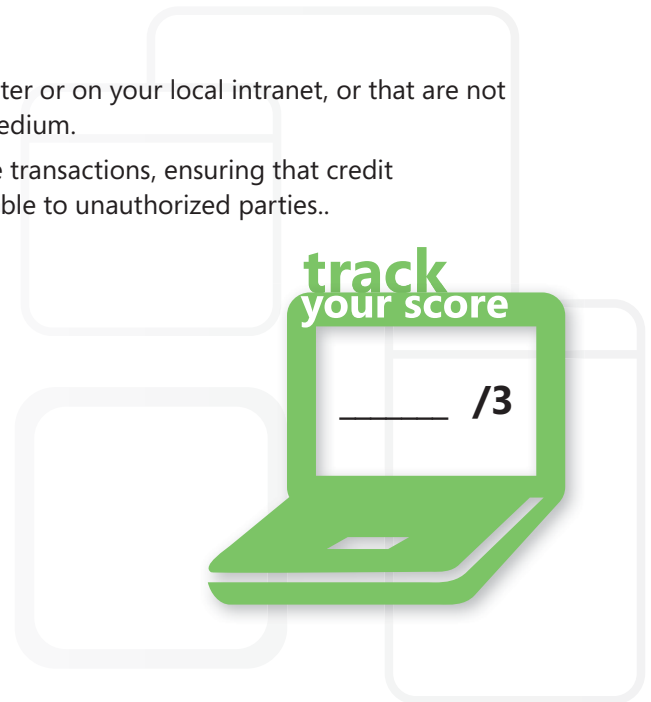 ter or on your local intranet, or that are not
edium.
e transactions, ensuring that credit
ble to unauthorized parties..
track
your score
_______ /3